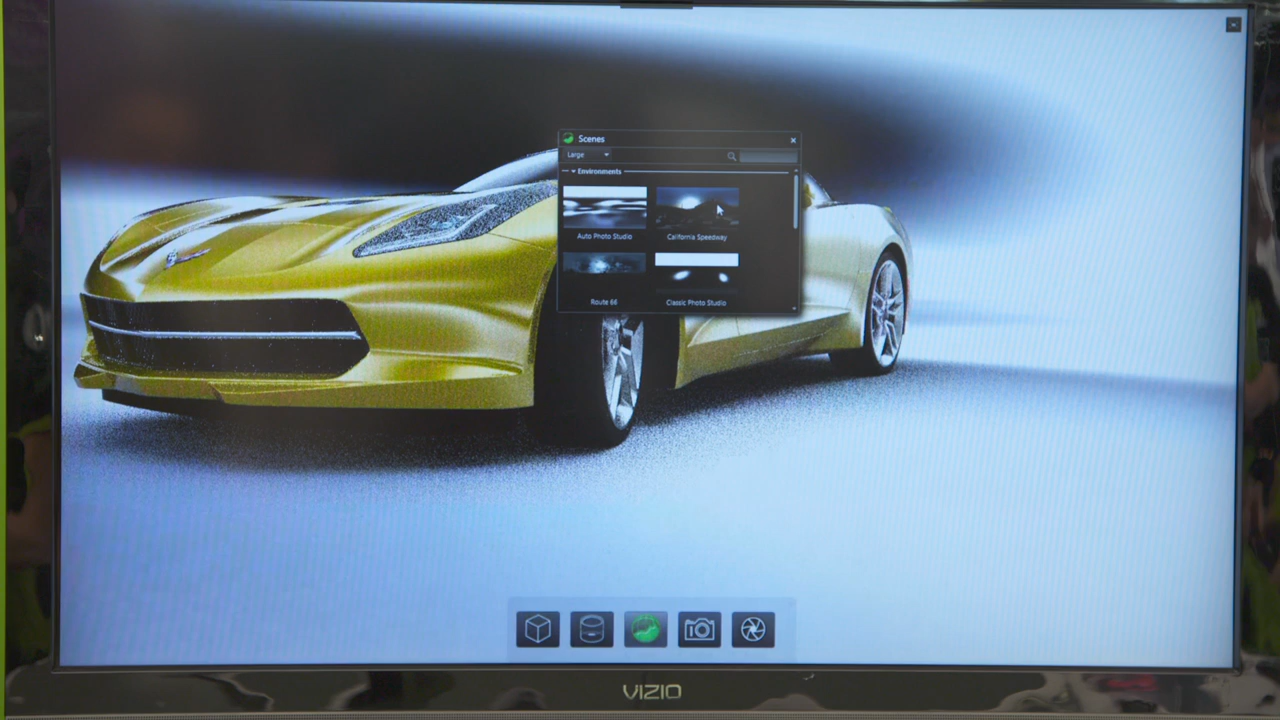 Scenes
Large
Environments
Auto Photo Studio
California Speedway
Route 66
Classic Photo Studio
VIZIO